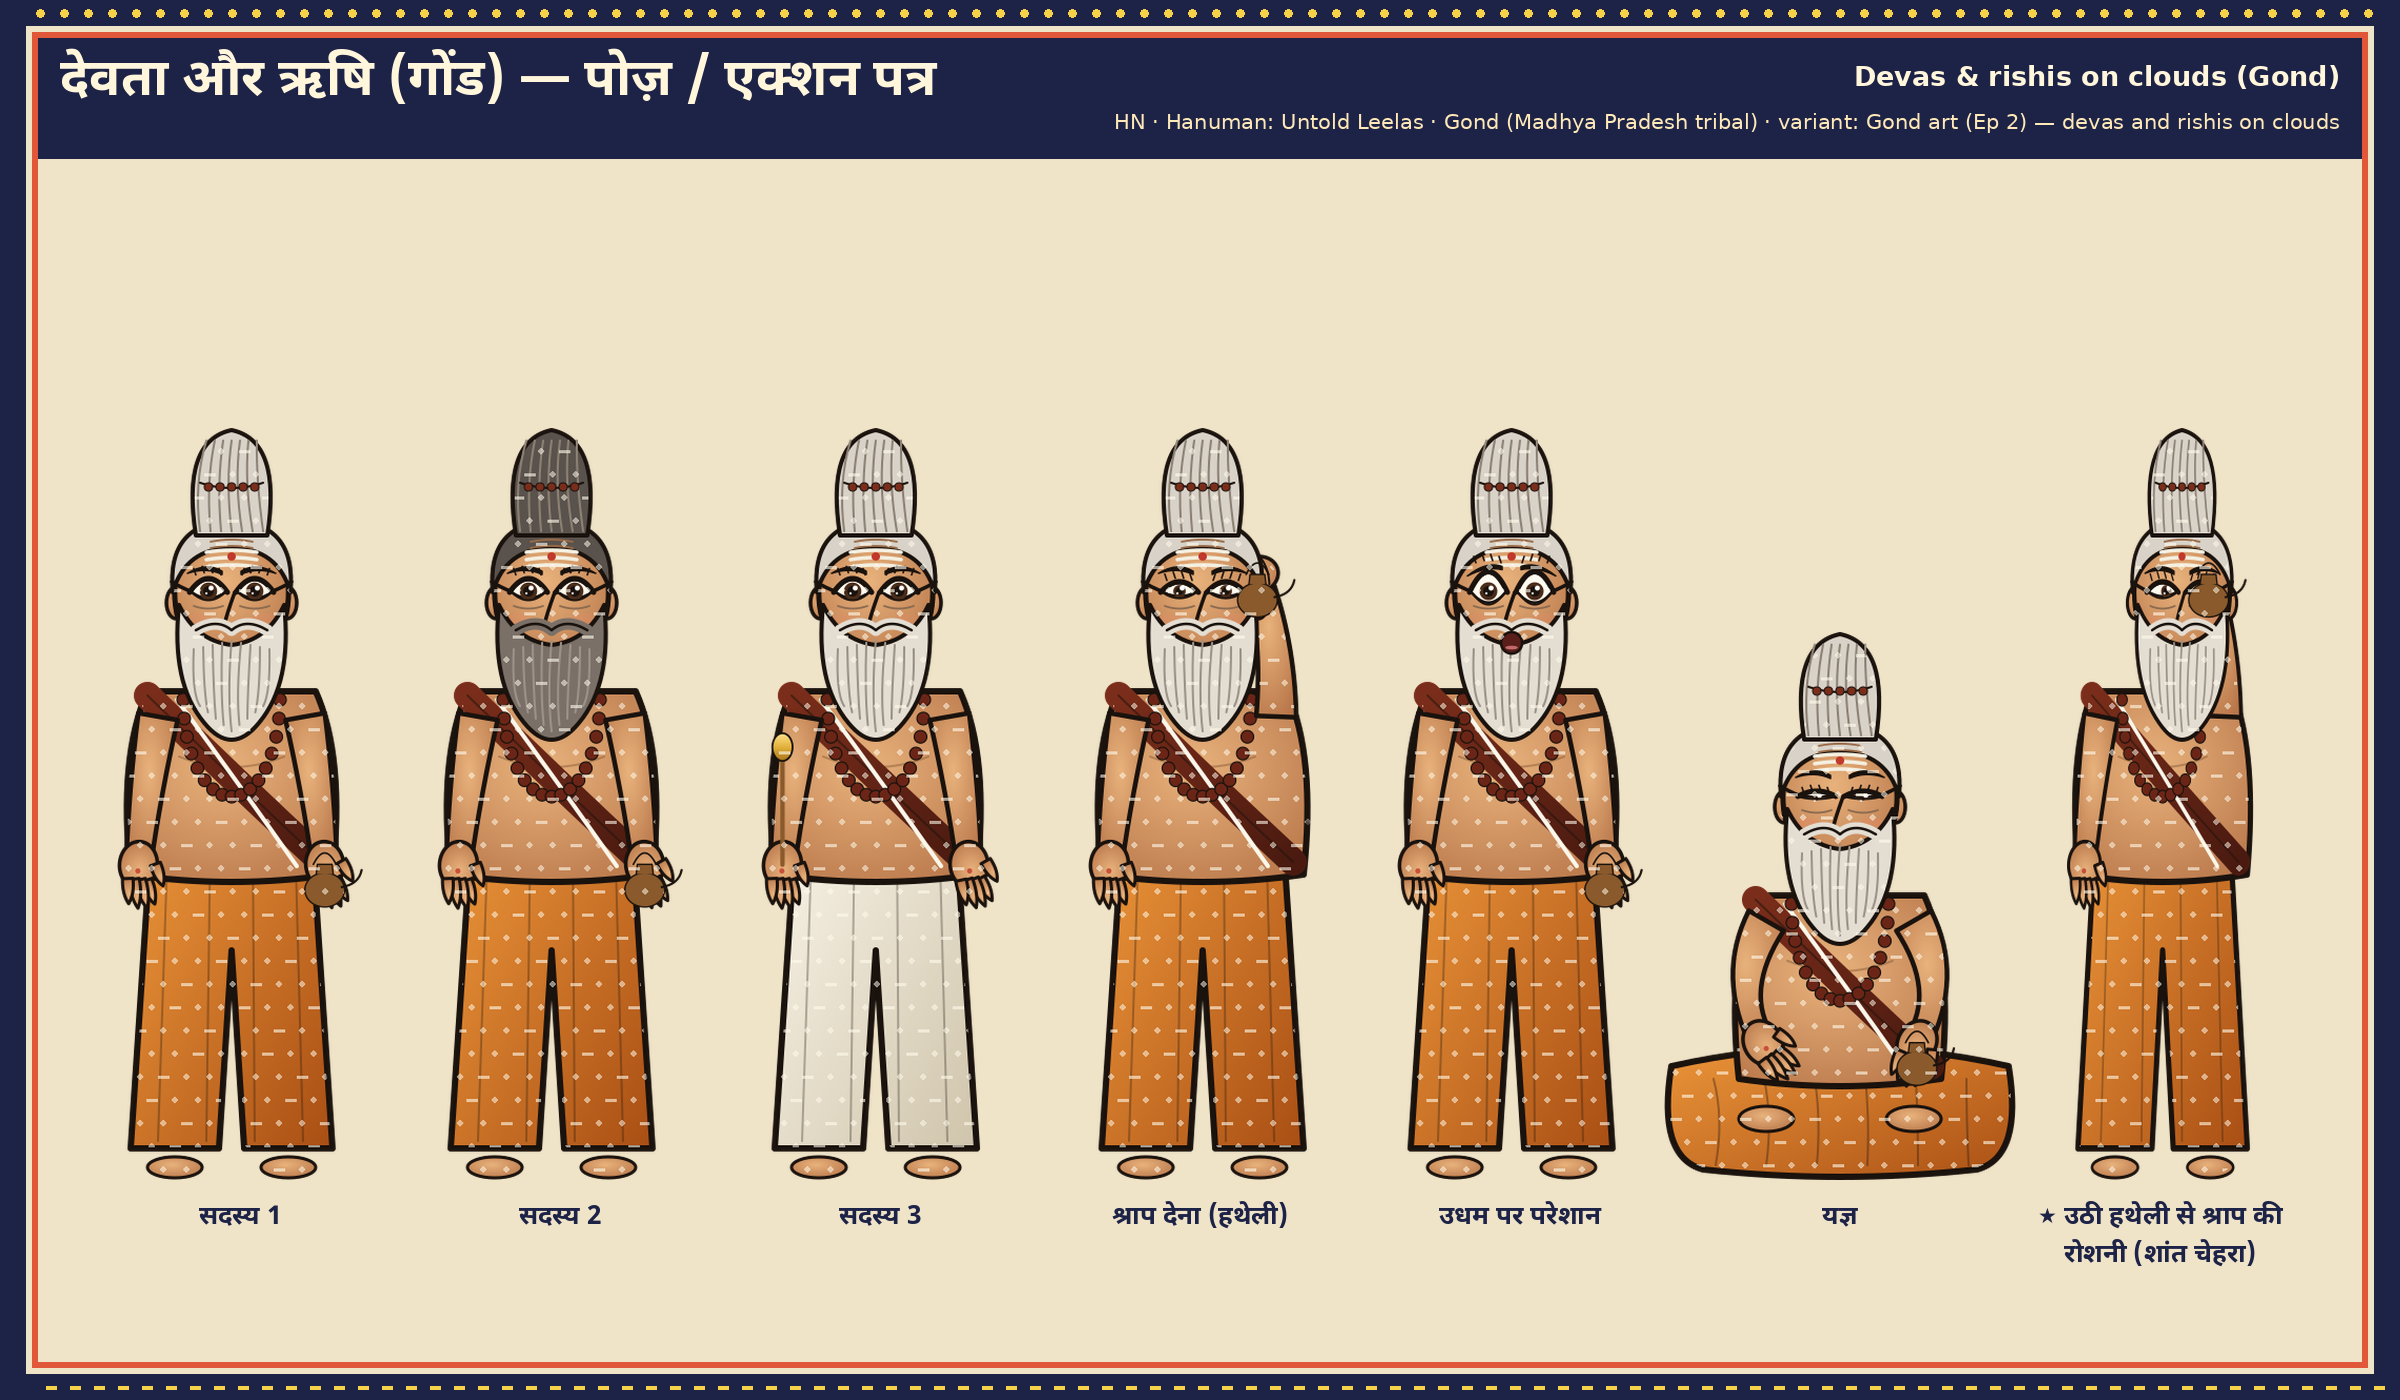 देवता और ऋषि (गोंड) — पोज़ / एक्शन पत्र
Devas & rishis on clouds (Gond)
HN · Hanuman: Untold Leelas · Gond (Madhya Pradesh tribal) · variant: Gond art (Ep 2) — devas and rishis on clouds
सदस्य 1
सदस्य 2
सदस्य 3
श्राप देना (हथेली)
उधम पर परेशान
यज्ञ
★ उठी हथेली से श्राप की
रोशनी (शांत चेहरा)